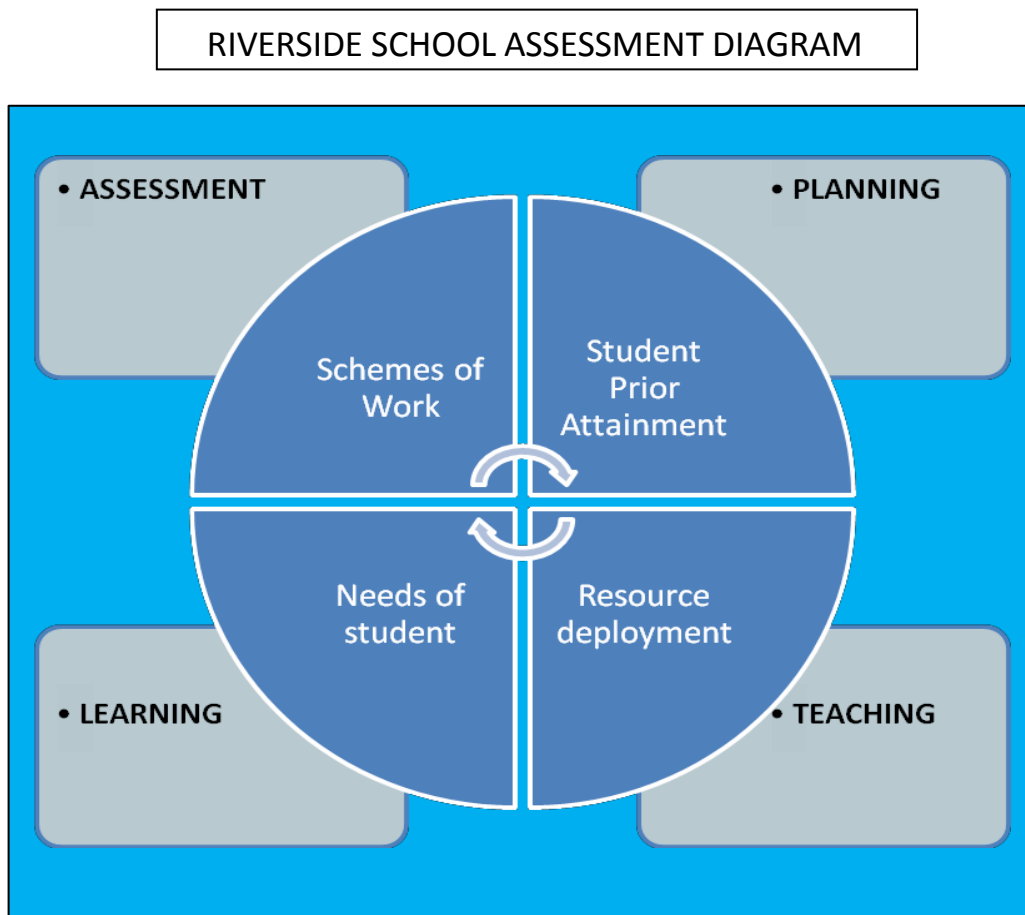 RIVERSIDE SCHOOL ASSESSMENT DIAGRAM
• ASSESSMENT
• PLANNING
Schemes of
Work
Student
Prior
Attainment
Needs of
student
Resource
deployment
• LEARNING
• TEACHING